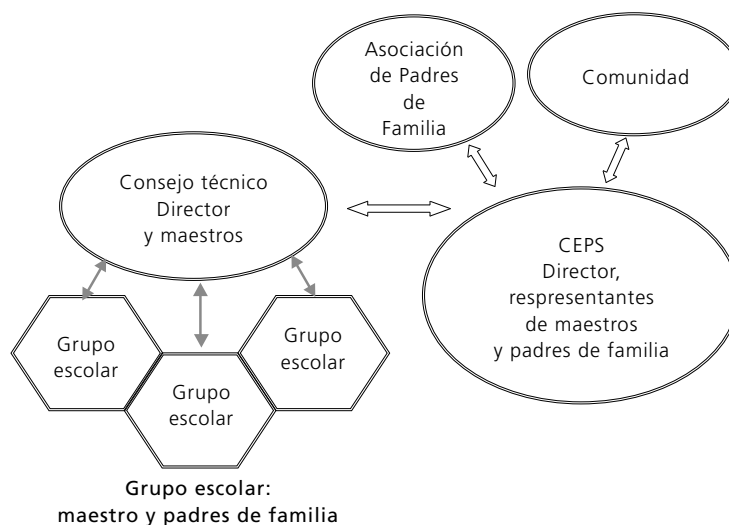 Asociación
de Padres
de
Familia
Comunidad
Consejo técnico
Director
y maestros
CEPS
Director,
respresentantes
de maestros
y padres de familia
Grupo
escolar
Grupo
escolar
Grupo
escolar
Grupo escolar:
maestro y padres de familia